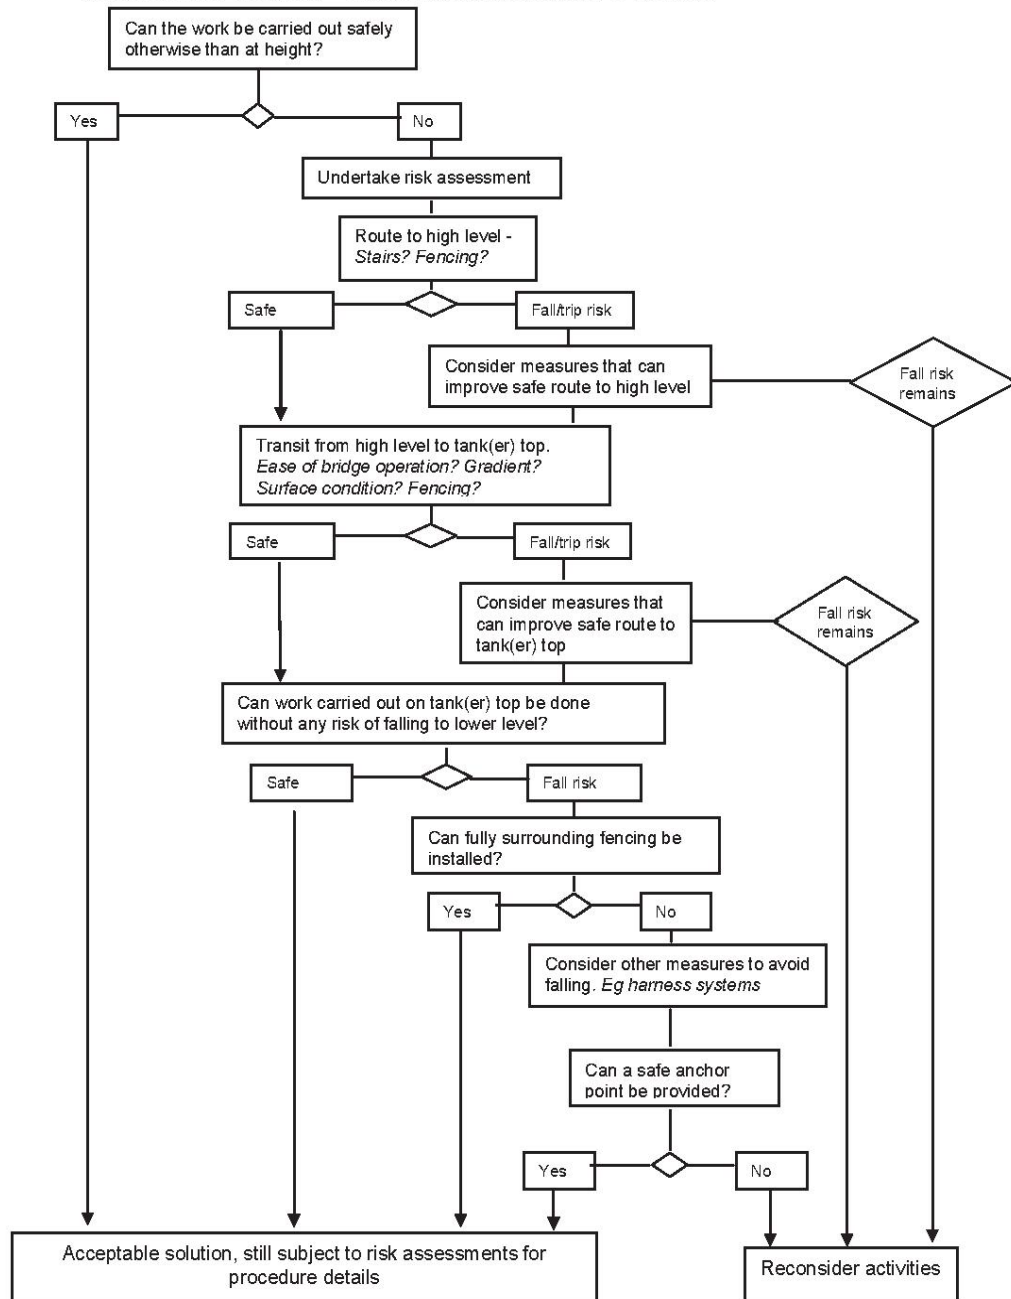 Can the work be carried out safely
otherwise than at height?
Yes
No
Undertake risk assessment
Route to high level -
Stairs? Fencing?
Safe
Fall/trip risk
Consider measures that can
improve safe route to high level
Fall risk
remains
Transit from high level to tank(er) top.
Ease of bridge operation? Gradient?
Surface condition? Fencing?
Safe
Fall/trip risk
Consider measures that
can improve safe route to
tank(er) top
Fall risk
remains
Can work carried out on tank(er) top be done
without any risk of falling to lower level?
Safe
Fall risk
Can fully surrounding fencing be
installed?
Yes
No
Consider other measures to avoid
falling. Eg harness systems
Can a safe anchor
point be provided?
Yes
No
Acceptable solution, still subject to risk assessments for
procedure details
Reconsider activities